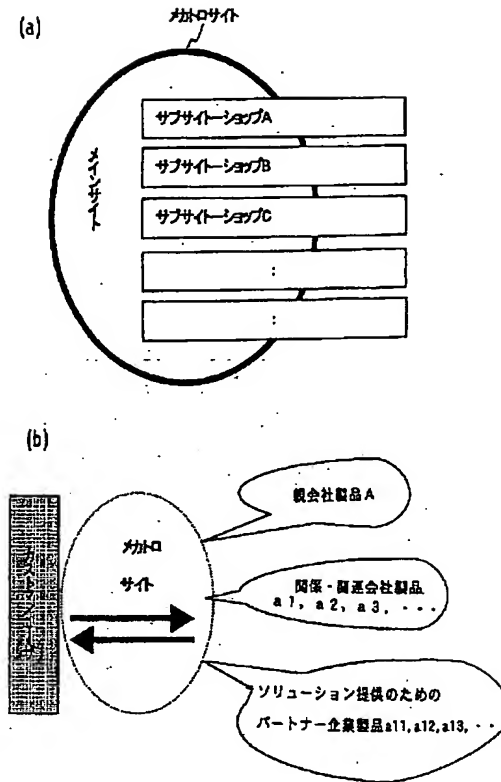 (a)
メカトロサイト
メインサイト
サブサイトーショップA
サブサイトーショップB
サブサイトーショップC
:
:
(b)
メカトロ
サイト
親会社製品A
関係・関連会社製品
a1, a2, a3, ・・・
ソリューション提供のための
パートナー企業製品a11,a12,a13, ・・